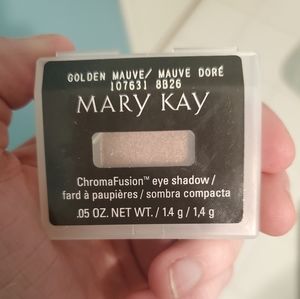 GOLDEN MAUVE/ MAUVE DORÉ
107631 8B26
MARY KAY
ChromaFusion™ eye shadow /
fard à paupières / sombra compacta
.05 OZ. NET WT. / 1.4 g / 1,4 g